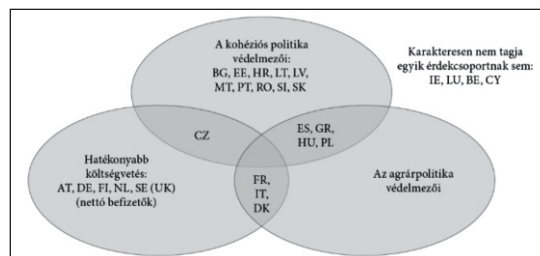 A kohéziós politika
védelmezői:
BG, EE, HR, LT, LV,
MT, PT, RO, SI, SK
Karakteresen nem tagja
egyik érdekcsoportnak sem:
IE, LU, BE, CY
CZ
ES, GR,
HU, PL
Hatékonyabb
költségvetés:
AT, DE, FI, NL, SE (UK)
(nettó befizetők)
FR,
IT,
DK
Az agrárpolitika
védelmezői